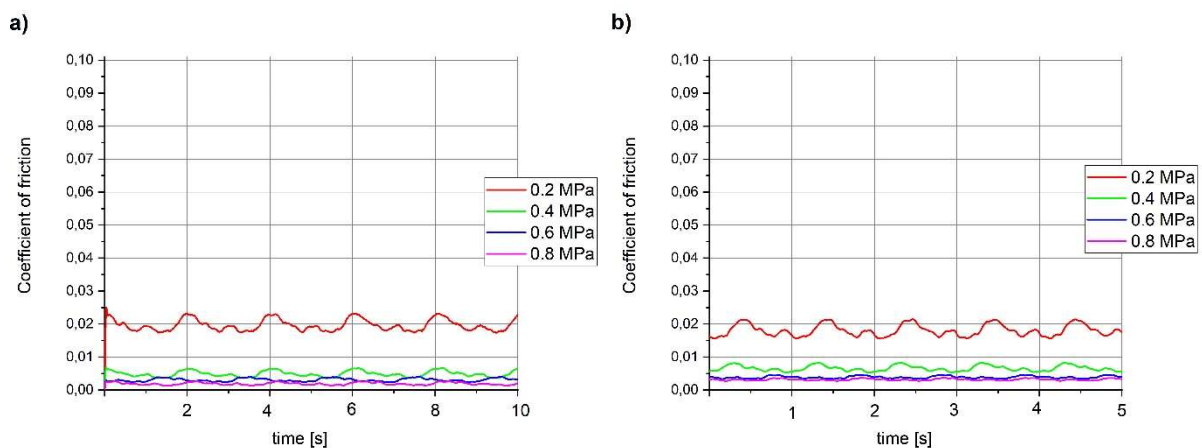 a)
0,10
0,09
0,08
0,07
0,06
0,05
0,04
0,03
0,02
0,01
0,00
Coefficient of friction
2
4
6
8
10
time [s]
0.2 MPa
0.4 MPa
0.6 MPa
0.8 MPa
b)
0,10
0,09
0,08
0,07
0,06
0,05
0,04
0,03
0,02
0,01
0,00
Coefficient of friction
1
2
3
4
5
time [s]
0.2 MPa
0.4 MPa
0.6 MPa
0.8 MPa